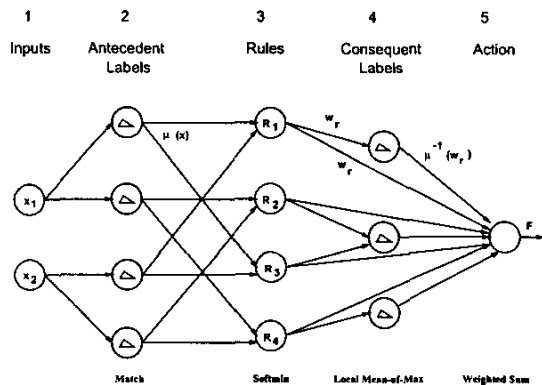 1 2 3 4 5
Inputs Antecedent Labels Rules Consequent Labels Action
μ (x)
R1
w_r
w_r
μ⁻¹ (w_r)
x1
R2
F
x2
R3
R4
Match Softmin Local Mean-of-Max Weighted Sum